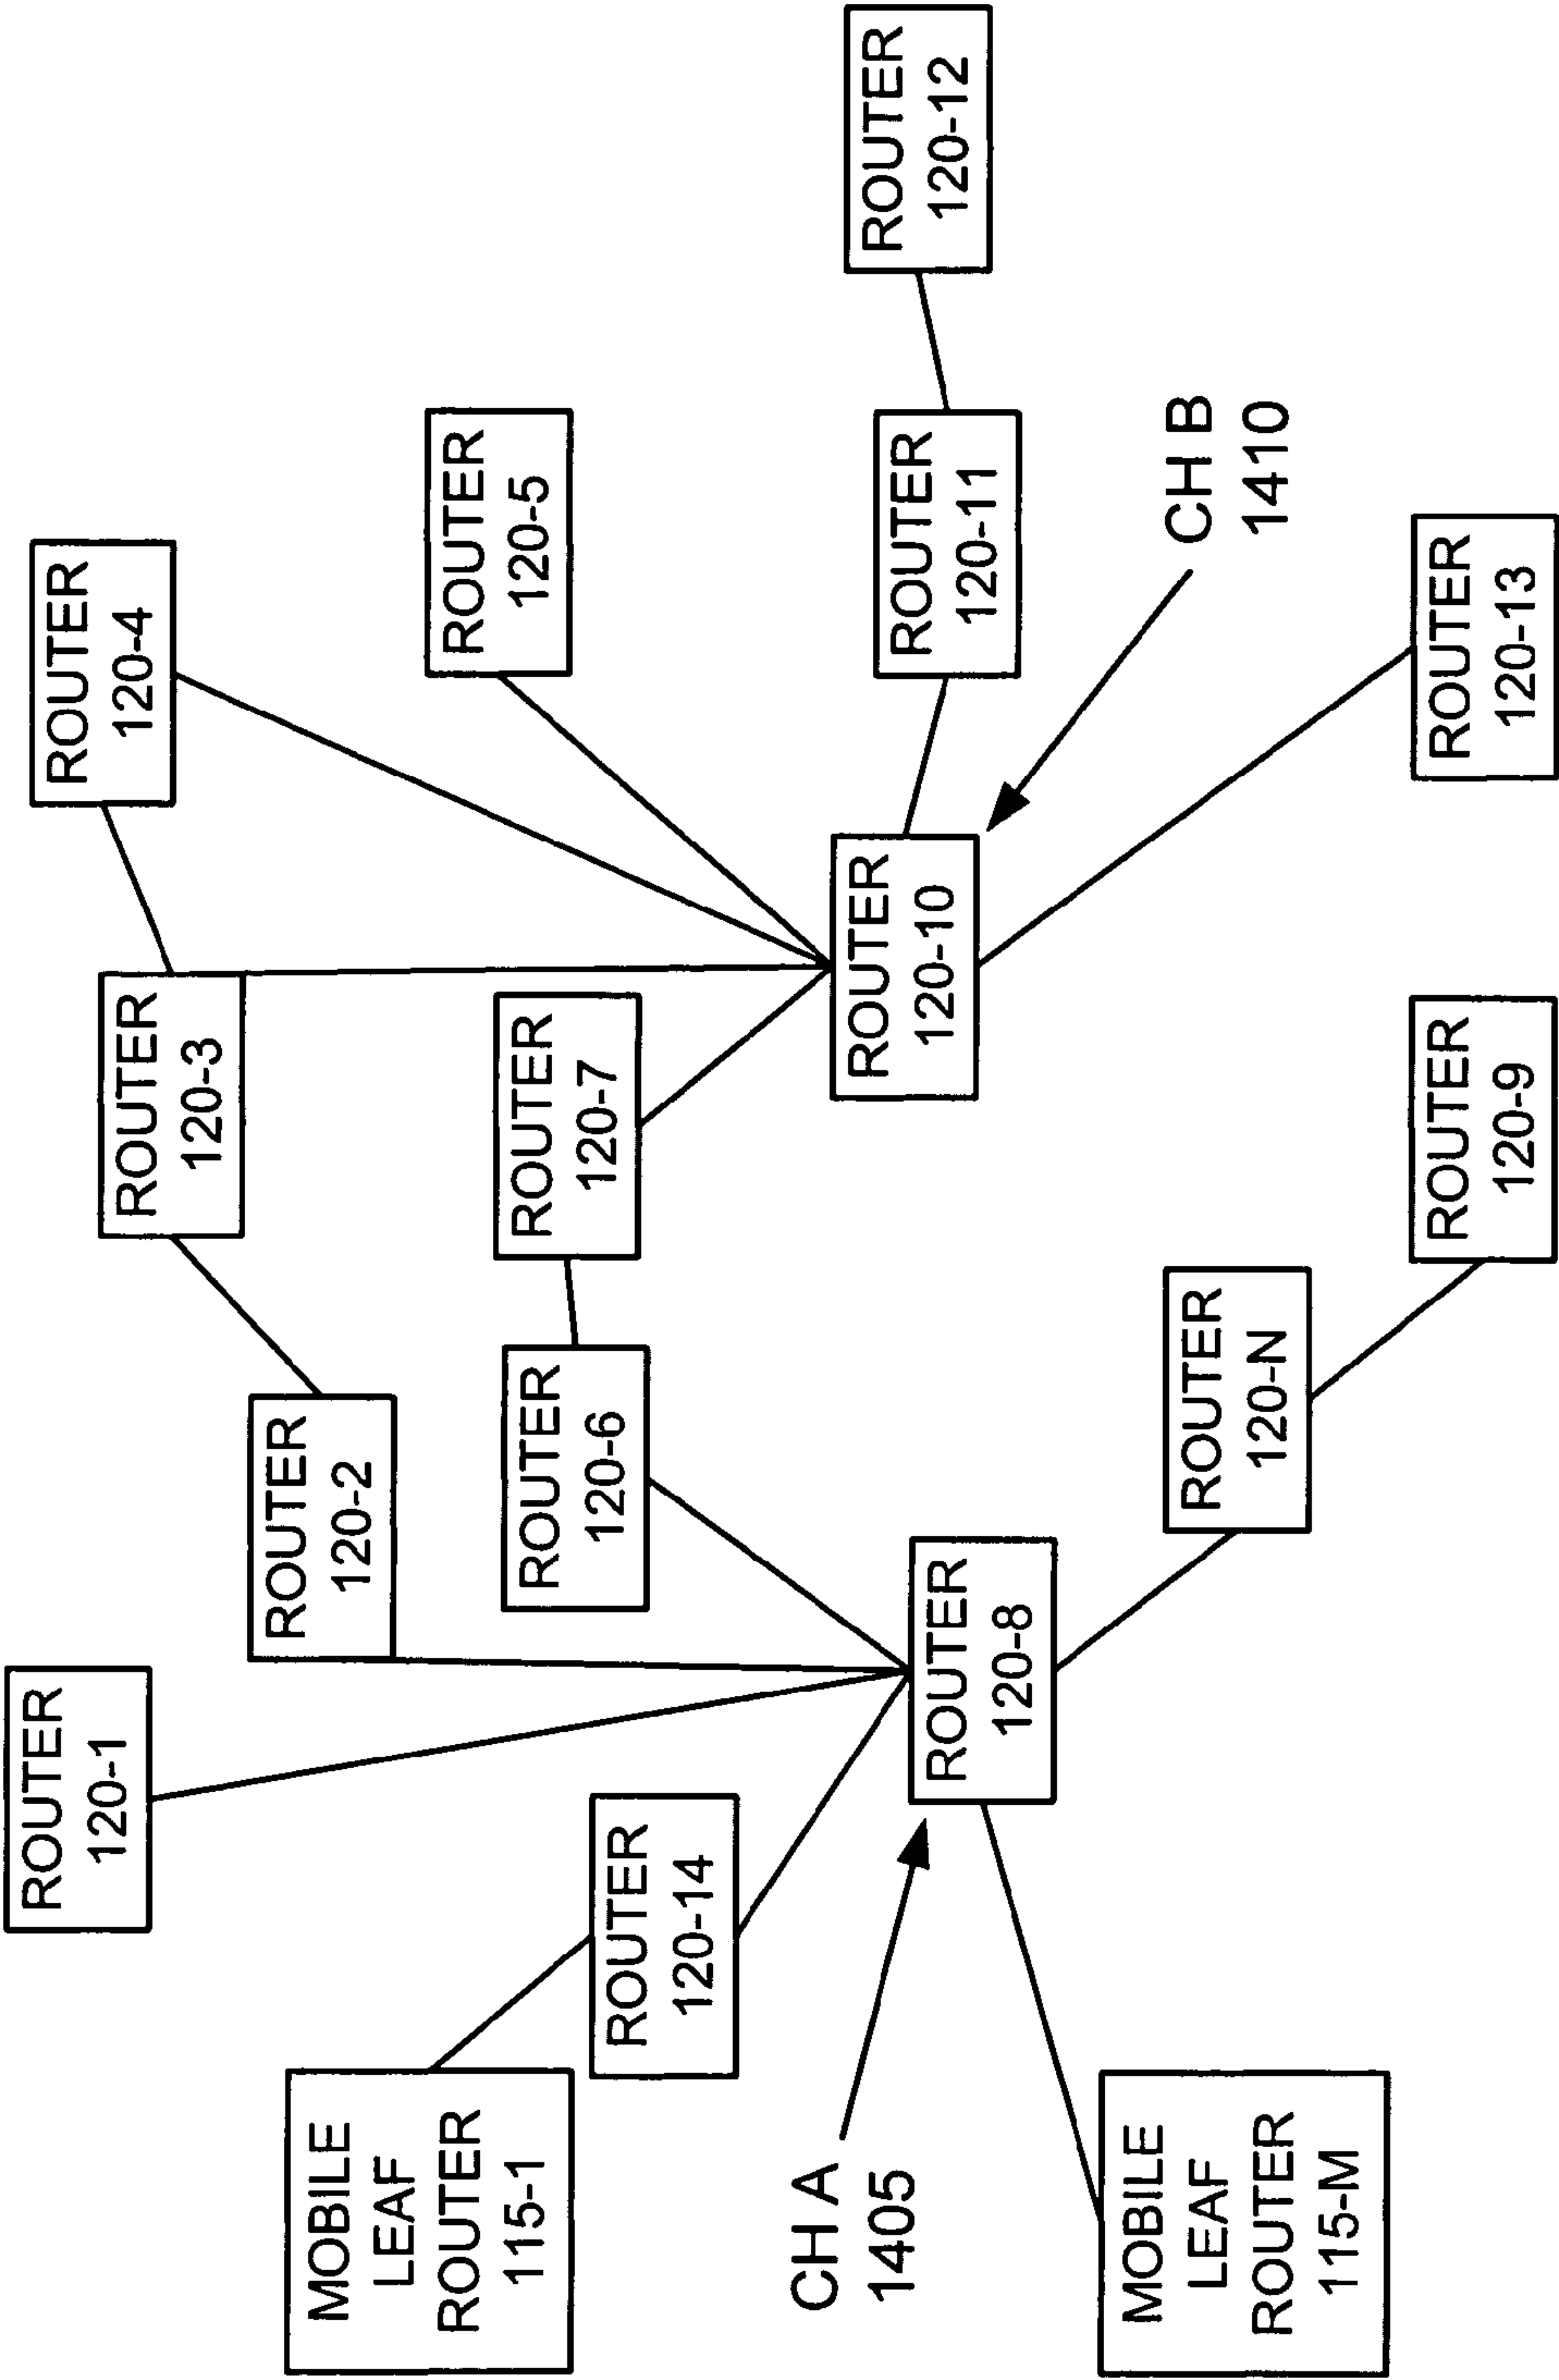 ROUTER
120-1
ROUTER
120-4
ROUTER
120-3
ROUTER
120-2
MOBILE
LEAF
ROUTER
115-1
ROUTER
120-5
ROUTER
120-7
ROUTER
120-6
ROUTER
120-14
CH A
1405
ROUTER
120-10
ROUTER
120-12
ROUTER
120-11
ROUTER
120-8
MOBILE
LEAF
ROUTER
115-M
ROUTER
120-N
CH B
1410
ROUTER
120-9
ROUTER
120-13